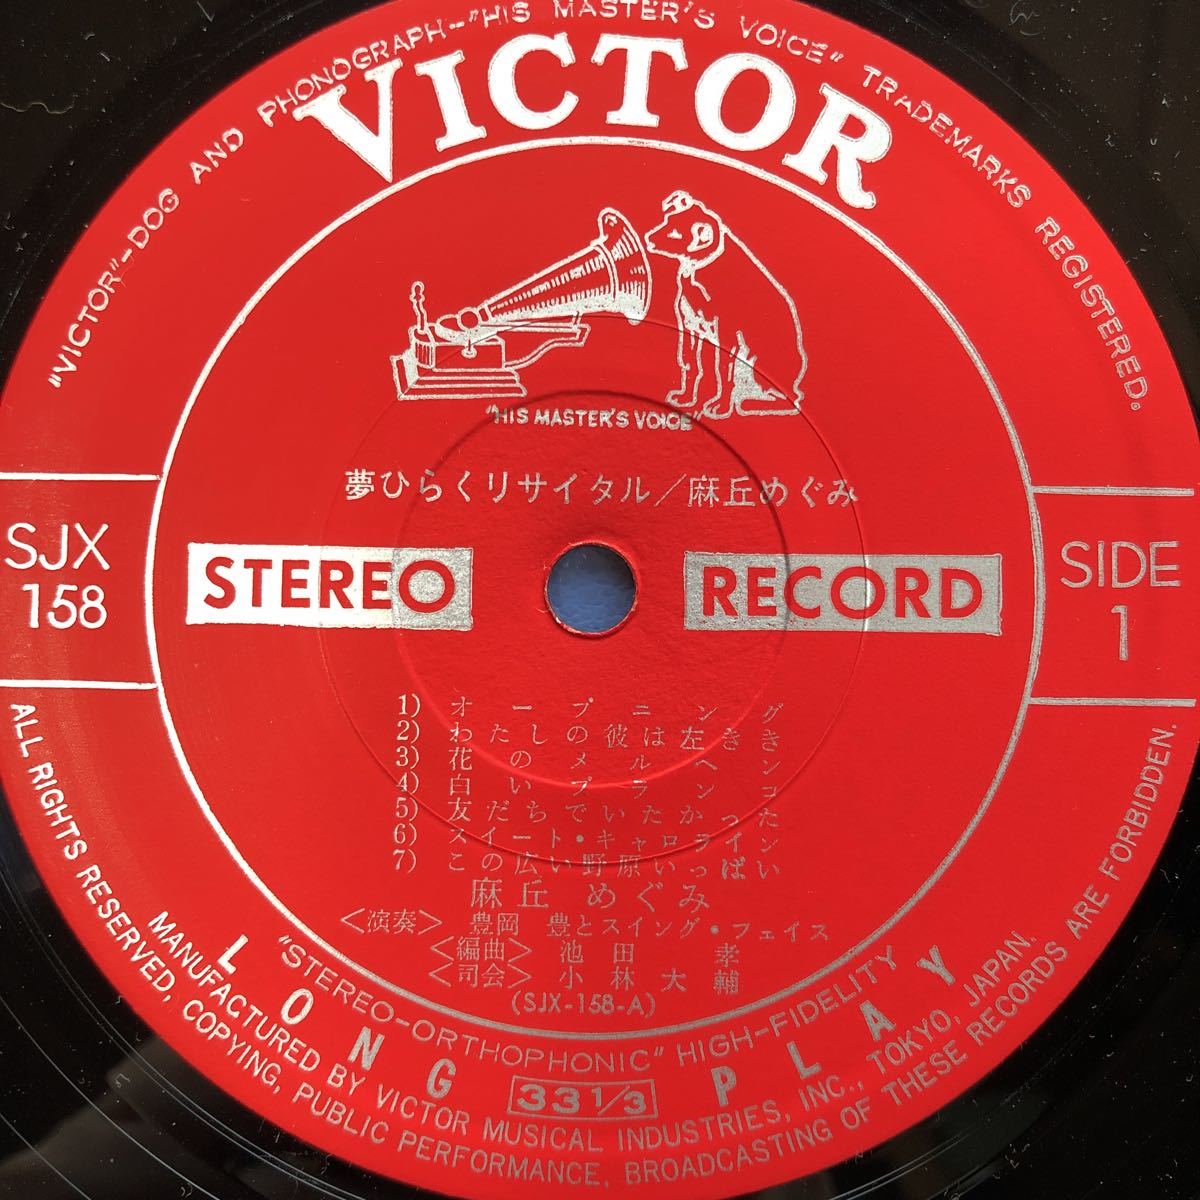 "VICTOR"–DOG AND PHONOGRAPH–"HIS MASTER'S VOICE" TRADEMARKS REGISTERED.
VICTOR
"HIS MASTER'S VOICE"
夢ひらくリサイタル/麻丘めぐみ
SJX
158
STEREO
RECORD
SIDE
1
1) オープニング
2) わたしの彼は左きき
3) 花のメルヘン
4) 白いブランコ
5) 友だちでいたかった
6) スイート・キャロライン
7) この広い野原いっぱい
麻丘 めぐみ
<演奏> 豊岡 豊とスイング・フェイス
<編曲> 池田 孝
<司会> 小林大輔
(SJX-158-A)
"STEREO-ORTHOPHONIC" HIGH-FIDELITY
LONG PLAY
33 1/3
MANUFACTURED BY VICTOR MUSICAL INDUSTRIES, INC., TOKYO, JAPAN.
ALL RIGHTS RESERVED, COPYING, PUBLIC PERFORMANCE, BROADCASTING OF THESE RECORDS ARE FORBIDDEN.